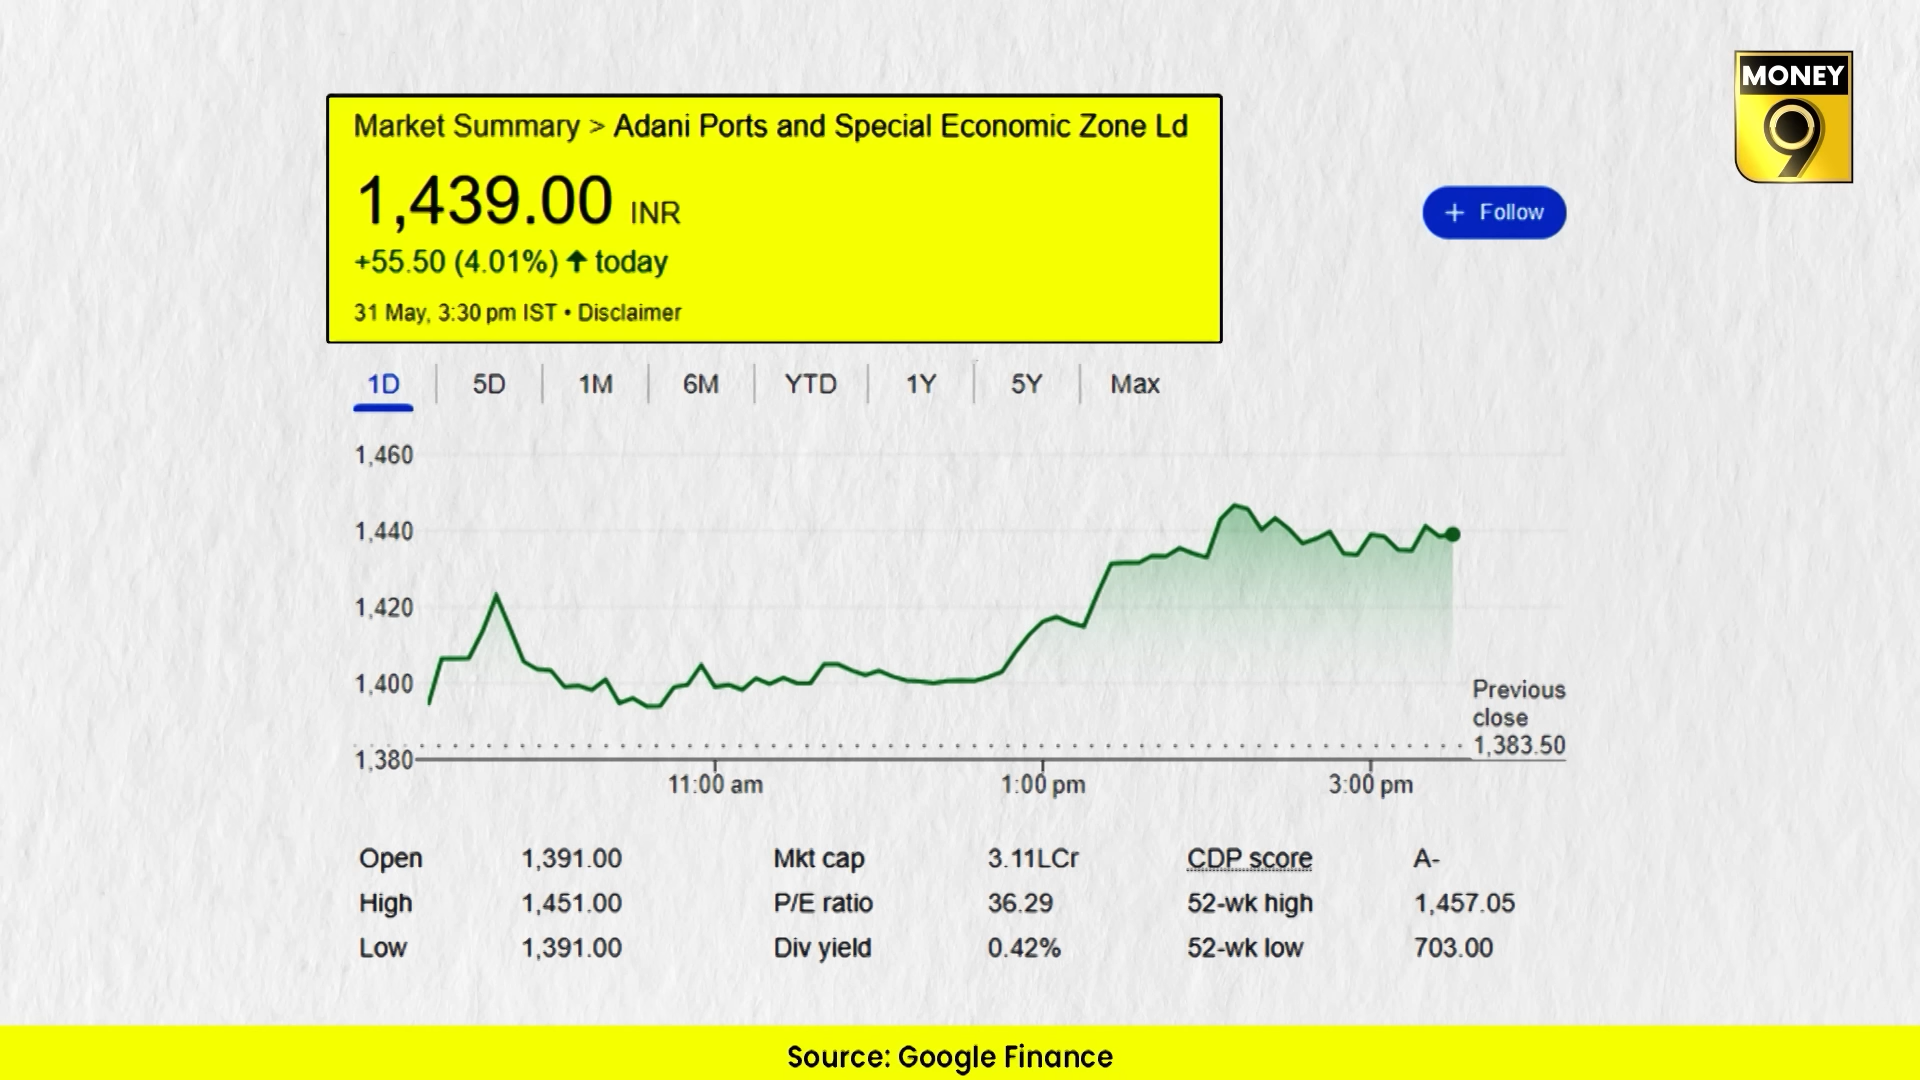 MONEY
9
Market Summary > Adani Ports and Special Economic Zone Ld
1,439.00 INR
+55.50 (4.01%) ↑ today
31 May, 3:30 pm IST • Disclaimer
+ Follow
1D 5D 1M 6M YTD 1Y 5Y Max
1,460
1,440
1,420
1,400
1,380
Previous
close
1,383.50
11:00 am 1:00 pm 3:00 pm
Open 1,391.00 Mkt cap 3.11LCr CDP score A-
High 1,451.00 P/E ratio 36.29 52-wk high 1,457.05
Low 1,391.00 Div yield 0.42% 52-wk low 703.00
Source: Google Finance